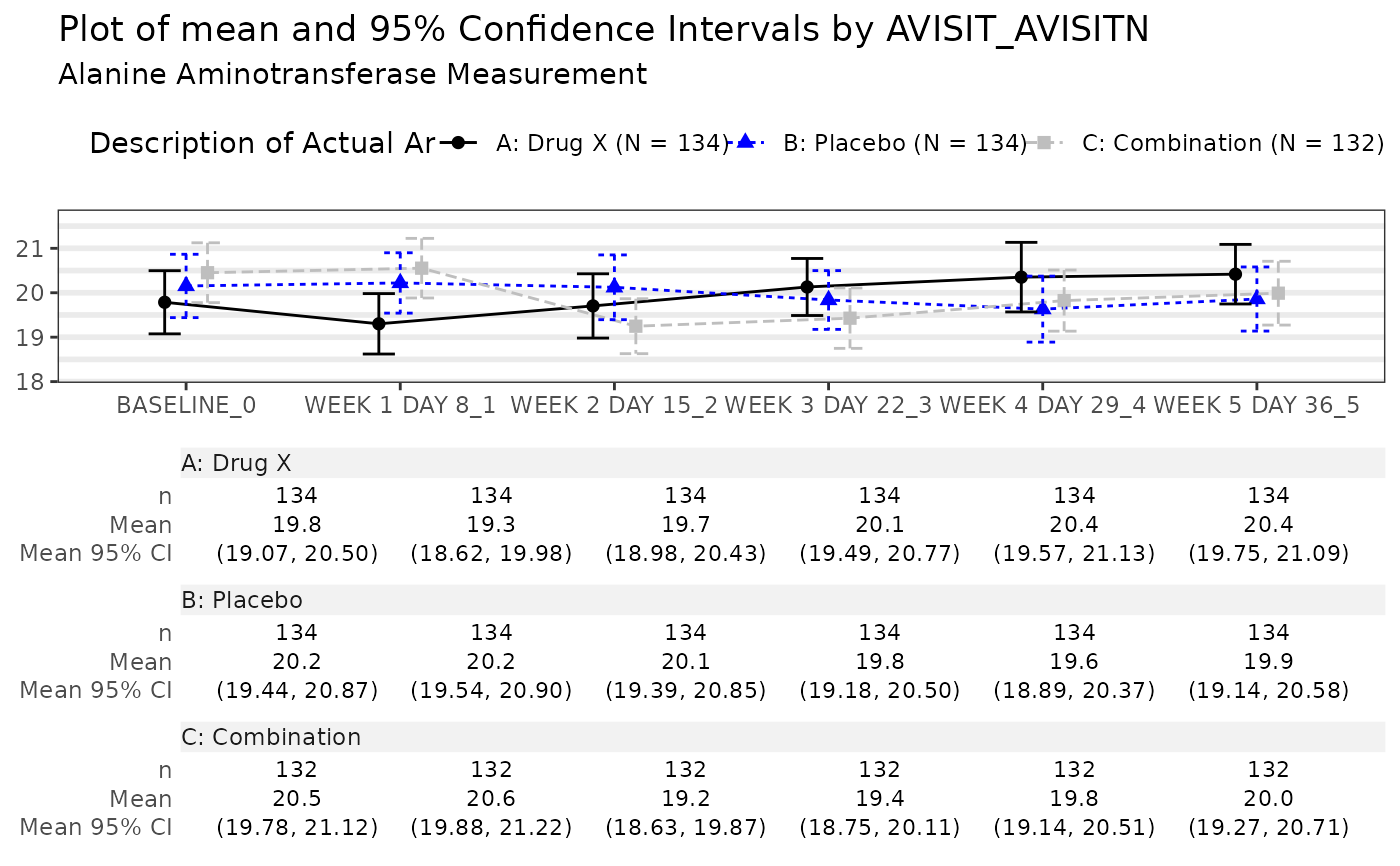 Plot of mean and 95% Confidence Intervals by AVISIT_AVISITN
Alanine Aminotransferase Measurement
Description of Actual Ar A: Drug X (N = 134) B: Placebo (N = 134) C: Combination (N = 132)
21
20
19
18
BASELINE_0 WEEK 1 DAY 8_1 WEEK 2 DAY 15_2 WEEK 3 DAY 22_3 WEEK 4 DAY 29_4 WEEK 5 DAY 36_5
A: Drug X
n 134 134 134 134 134 134
Mean 19.8 19.3 19.7 20.1 20.4 20.4
Mean 95% CI (19.07, 20.50) (18.62, 19.98) (18.98, 20.43) (19.49, 20.77) (19.57, 21.13) (19.75, 21.09)
B: Placebo
n 134 134 134 134 134 134
Mean 20.2 20.2 20.1 19.8 19.6 19.9
Mean 95% CI (19.44, 20.87) (19.54, 20.90) (19.39, 20.85) (19.18, 20.50) (18.89, 20.37) (19.14, 20.58)
C: Combination
n 132 132 132 132 132 132
Mean 20.5 20.6 19.2 19.4 19.8 20.0
Mean 95% CI (19.78, 21.12) (19.88, 21.22) (18.63, 19.87) (18.75, 20.11) (19.14, 20.51) (19.27, 20.71)